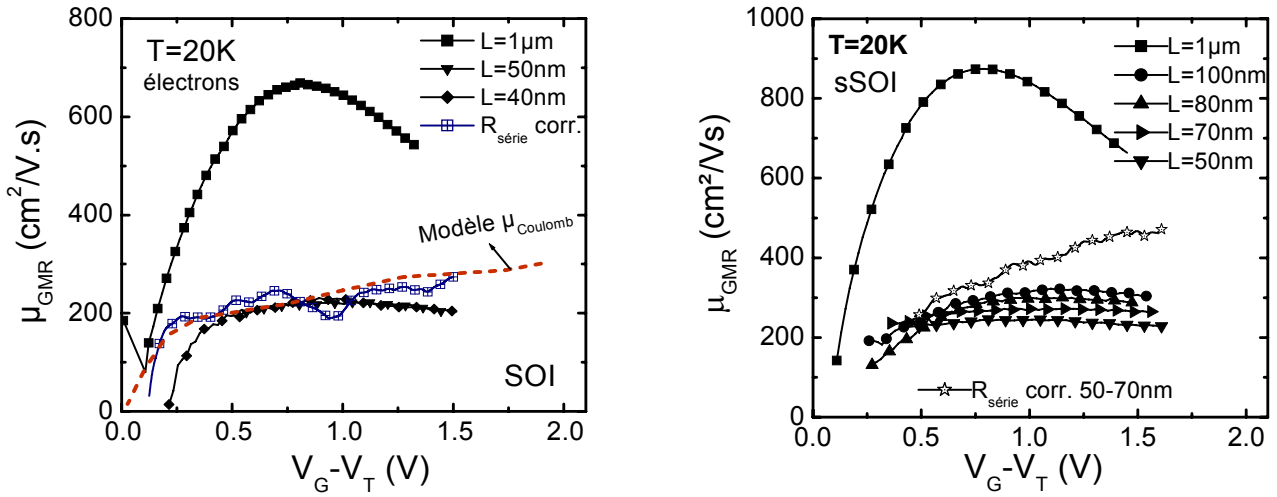 T=20K
électrons
L=1µm
L=50nm
L=40nm
R_série corr.
Modèle µ_Coulomb
SOI
µ_GMR (cm²/V.s)
800
600
400
200
0
0.0 0.5 1.0 1.5 2.0
V_G-V_T (V)
T=20K
sSOI
L=1µm
L=100nm
L=80nm
L=70nm
L=50nm
R_série corr. 50-70nm
µ_GMR (cm²/Vs)
1000
800
600
400
200
0
0.0 0.5 1.0 1.5 2.0
V_G-V_T (V)